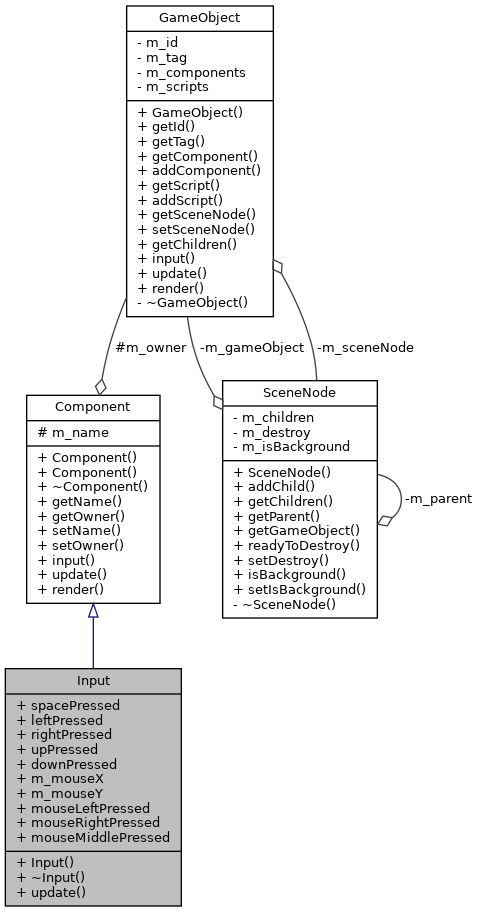 GameObject
- m_id
- m_tag
- m_components
- m_scripts
+ GameObject()
+ getId()
+ getTag()
+ getComponent()
+ addComponent()
+ getScript()
+ addScript()
+ getSceneNode()
+ setSceneNode()
+ getChildren()
+ input()
+ update()
+ render()
- ~GameObject()
#m_owner
-m_gameObject
-m_sceneNode
Component
# m_name
+ Component()
+ Component()
+ ~Component()
+ getName()
+ getOwner()
+ setName()
+ setOwner()
+ input()
+ update()
+ render()
SceneNode
- m_children
- m_destroy
- m_isBackground
+ SceneNode()
+ addChild()
+ getChildren()
+ getParent()
+ getGameObject()
+ readyToDestroy()
+ setDestroy()
+ isBackground()
+ setIsBackground()
- ~SceneNode()
-m_parent
Input
+ spacePressed
+ leftPressed
+ rightPressed
+ upPressed
+ downPressed
+ m_mouseX
+ m_mouseY
+ mouseLeftPressed
+ mouseRightPressed
+ mouseMiddlePressed
+ Input()
+ ~Input()
+ update()